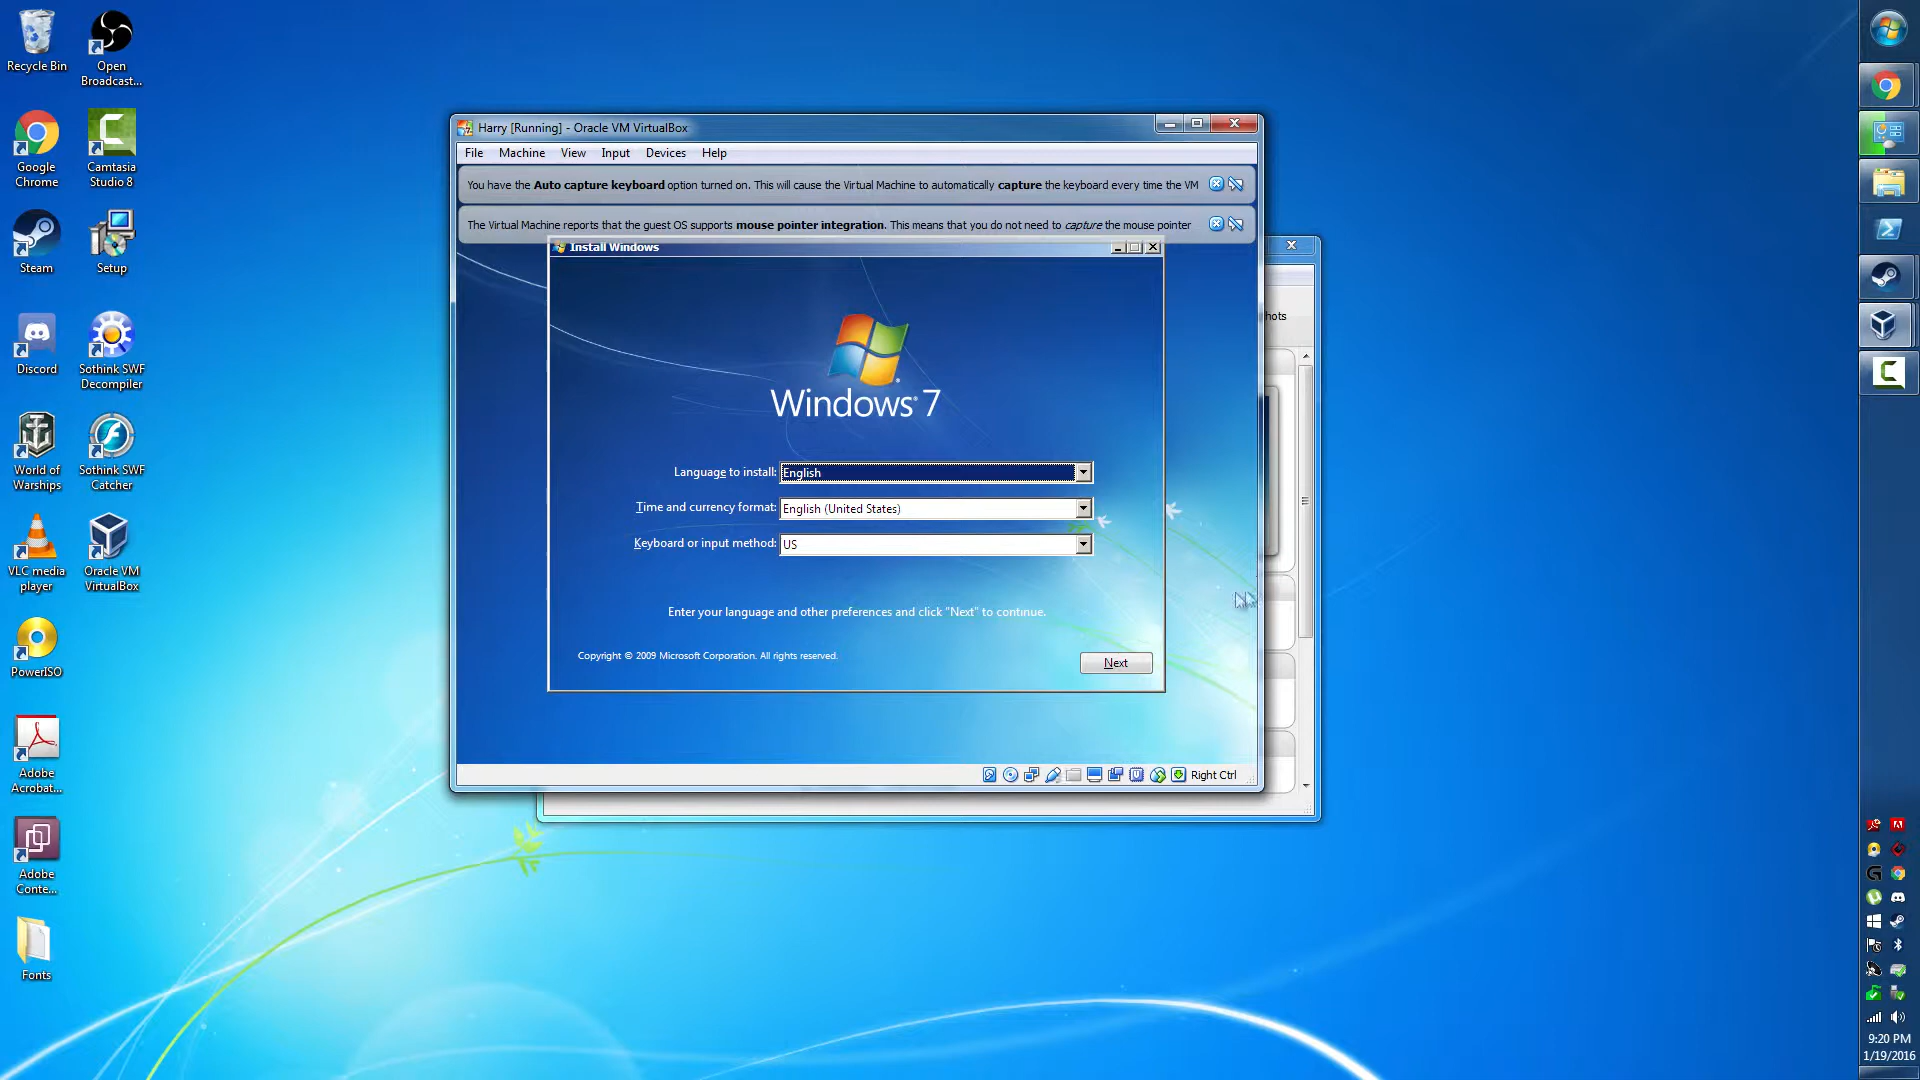 Recycle Bin
Open
Broadcast...
Google
Chrome
Camtasia
Studio 8
Steam
Setup
Discord
Sothink SWF
Decompiler
World of
Warships
Sothink SWF
Catcher
VLC media
player
Oracle VM
VirtualBox
PowerISO
Adobe
Acrobat...
Adobe
Conte...
Fonts
Harry [Running] - Oracle VM VirtualBox
File Machine View Input Devices Help
You have the Auto capture keyboard option turned on. This will cause the Virtual Machine to automatically capture the keyboard every time the VM
The Virtual Machine reports that the guest OS supports mouse pointer integration. This means that you do not need to capture the mouse pointer
Install Windows
Windows® 7
Language to install: English
Time and currency format: English (United States)
Keyboard or input method: US
Enter your language and other preferences and click "Next" to continue.
Copyright © 2009 Microsoft Corporation. All rights reserved.
Next
Right Ctrl
hots
9:20 PM
1/19/2016